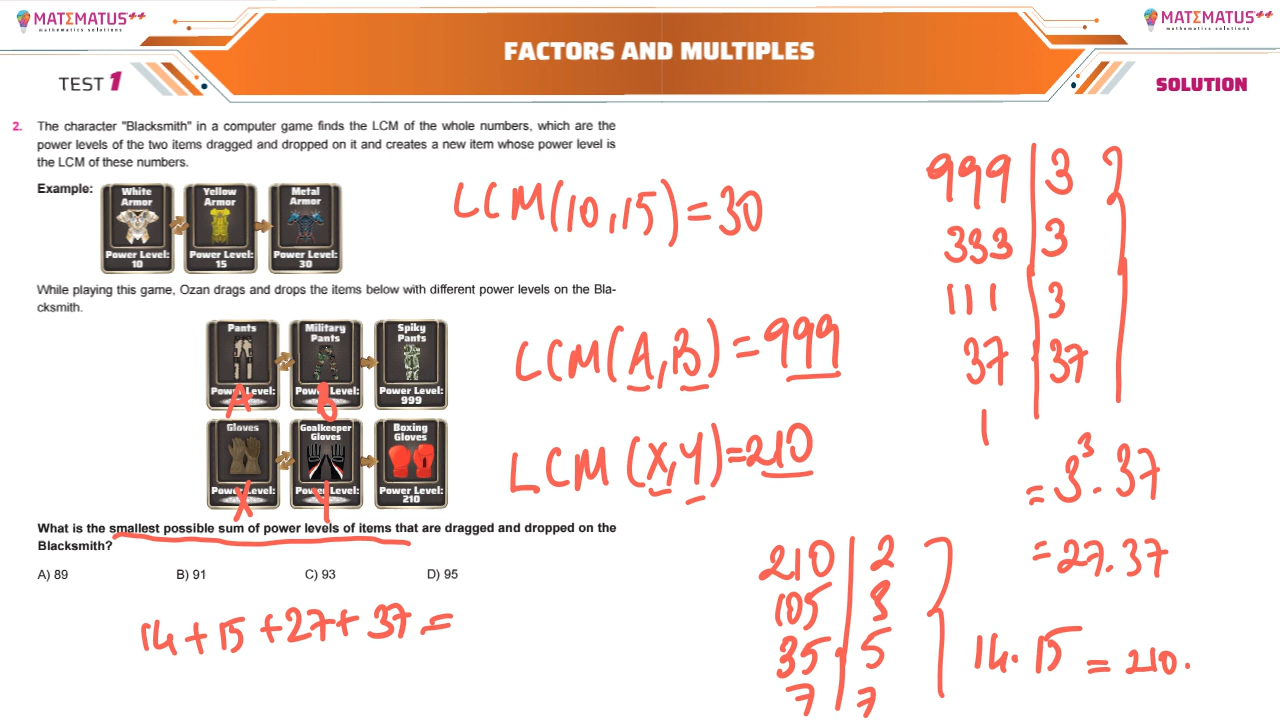 MATEMATUS++
mathematics solutions
MATEMATUS++
mathematics solutions
FACTORS AND MULTIPLES
TEST 1
SOLUTION
2. The character "Blacksmith" in a computer game finds the LCM of the whole numbers, which are the
power levels of the two items dragged and dropped on it and creates a new item whose power level is
the LCM of these numbers.
Example:
White Armor
Power Level: 10
Yellow Armor
Power Level: 15
Metal Armor
Power Level: 30
LCM(10,15)=30
While playing this game, Ozan drags and drops the items below with different power levels on the Bla-
cksmith.
Pants
Power Level:
A
Military Pants
Power Level:
B
Spiky Pants
Power Level: 999
LCM(A,B)=999
Gloves
Power Level:
X
Goalkeeper Gloves
Power Level:
Y
Boxing Gloves
Power Level: 210
LCM(X,Y)=210
What is the smallest possible sum of power levels of items that are dragged and dropped on the
Blacksmith?
A) 89 B) 91 C) 93 D) 95
14+15+27+37=
999 3
333 3
111 3
37 37
1
=3³.37
=27.37
210 2
105 3
35 5
7 7
14.15=210.